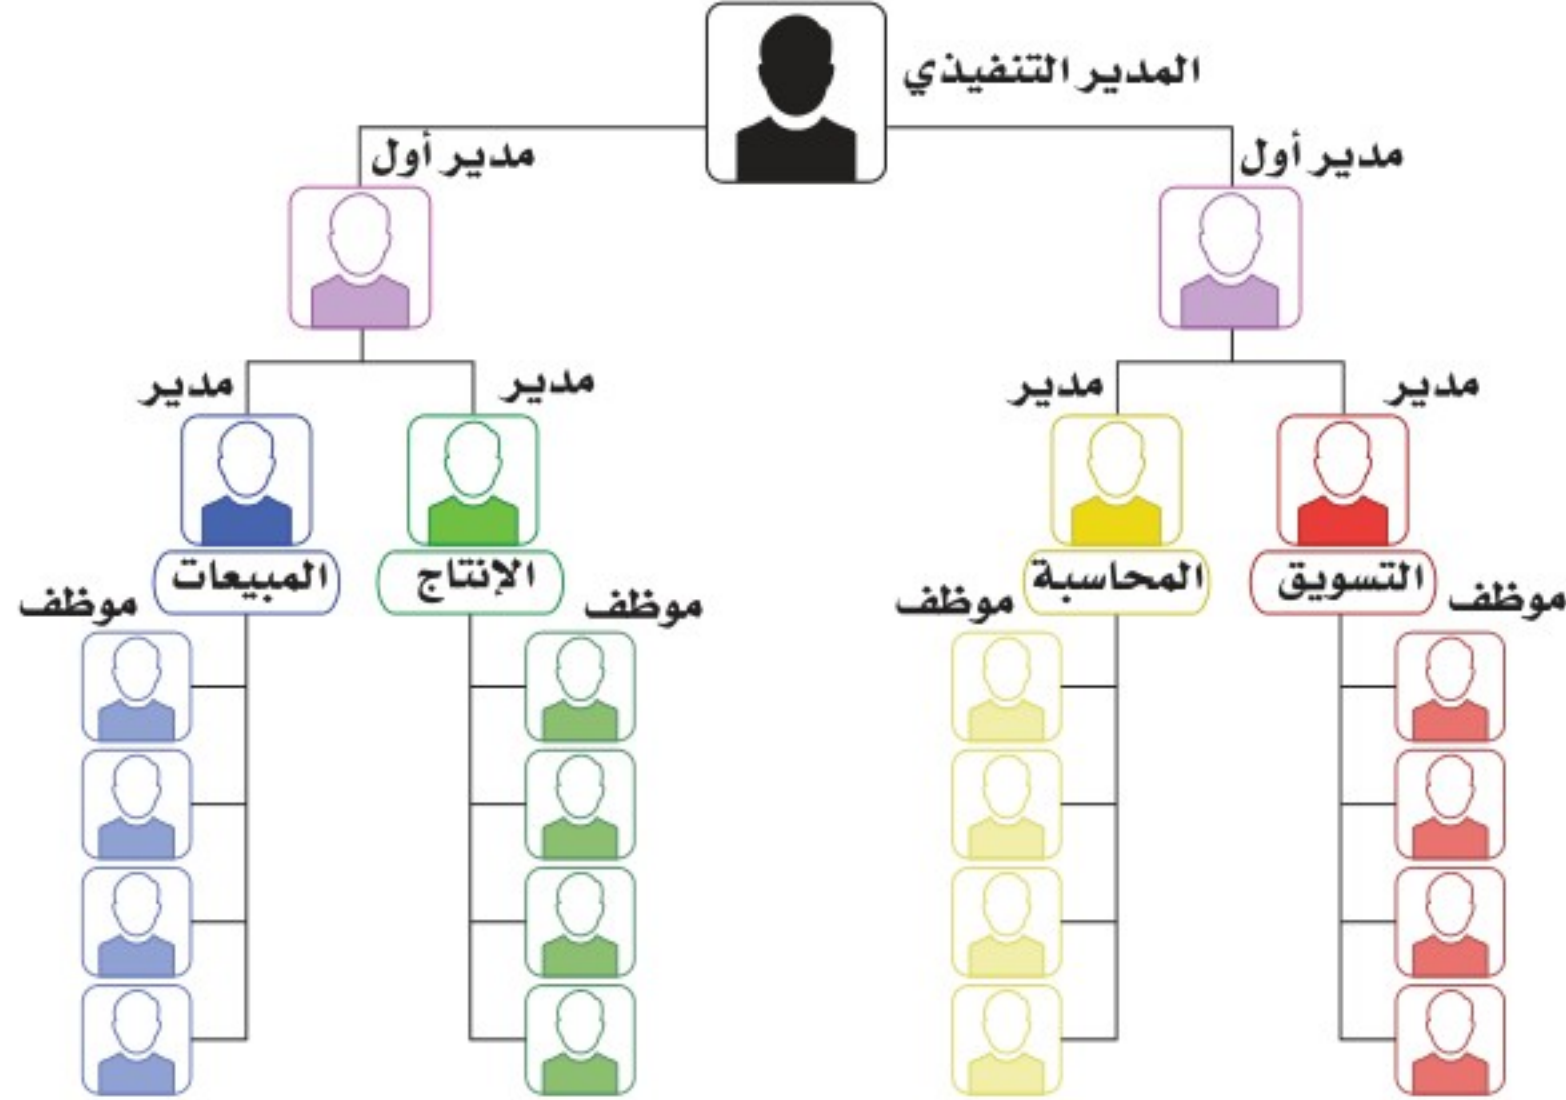 المدير التنفيذي
مدير أول
مدير أول
مدير
مدير
مدير
مدير
التسويق
المحاسبة
الإنتاج
المبيعات
موظف
موظف
موظف
موظف